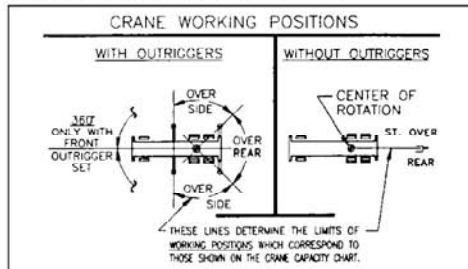 CRANE WORKING POSITIONS
WITH OUTRIGGERS
WITHOUT OUTRIGGERS
OVER
SIDE
360°
ONLY WITH
FRONT
OUTRIGGER
SET
OVER
REAR
OVER
SIDE
CENTER OF
ROTATION
ST. OVER
REAR
THESE LINES DETERMINE THE LIMITS OF
WORKING POSITIONS WHICH CORRESPOND TO
THOSE SHOWN ON THE CRANE CAPACITY CHART.